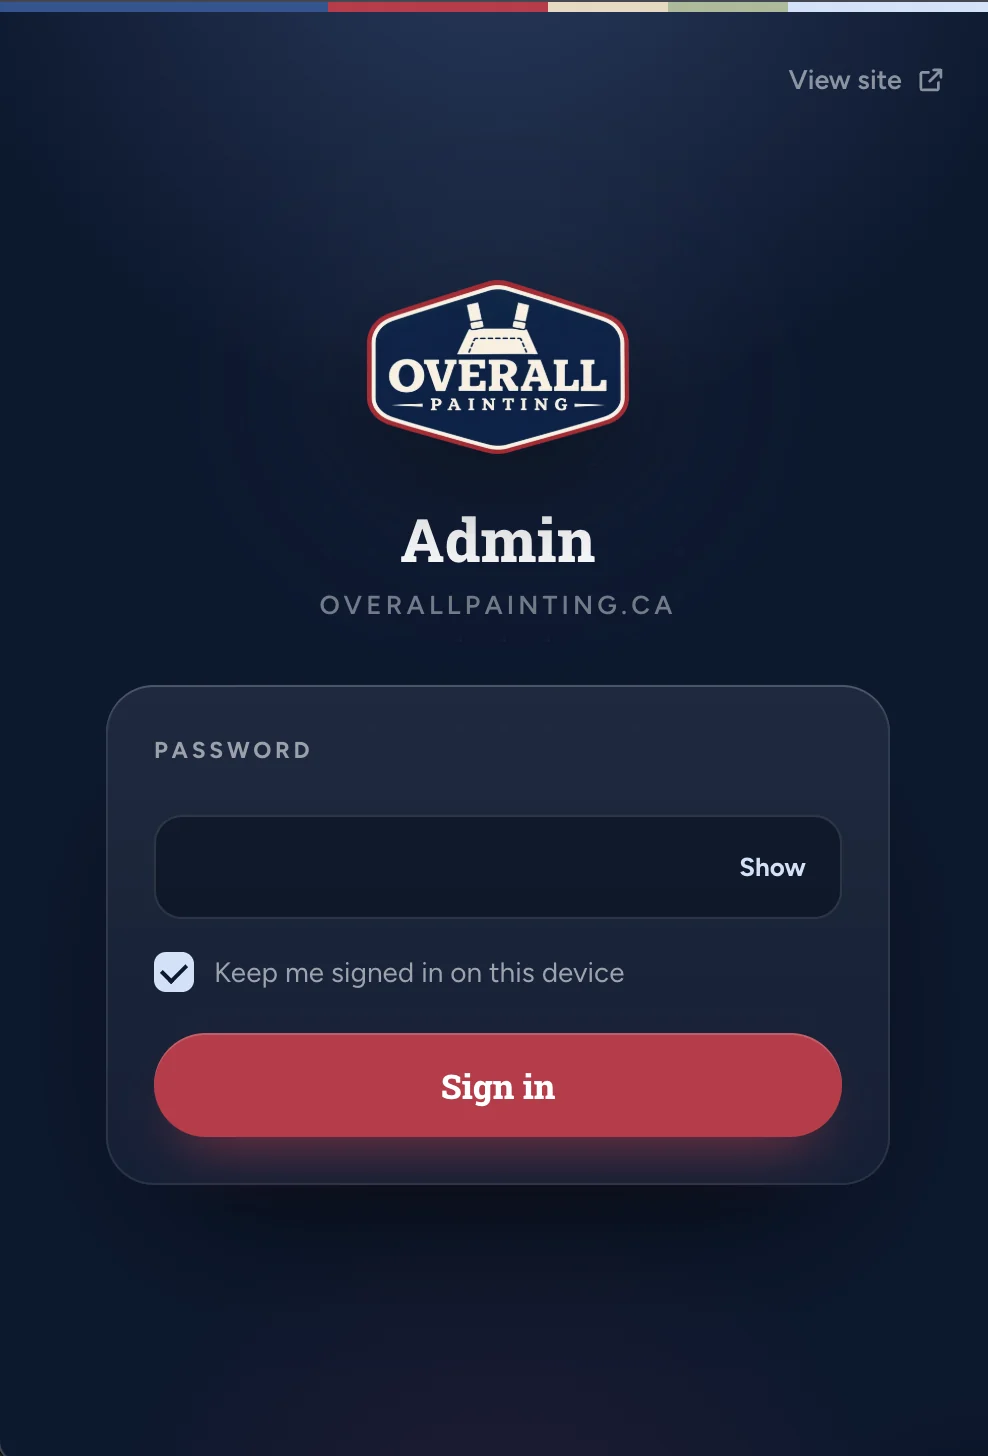 View site
OVERALL
PAINTING
Admin
OVERALLPAINTING.CA
PASSWORD
Show
Keep me signed in on this device
Sign in